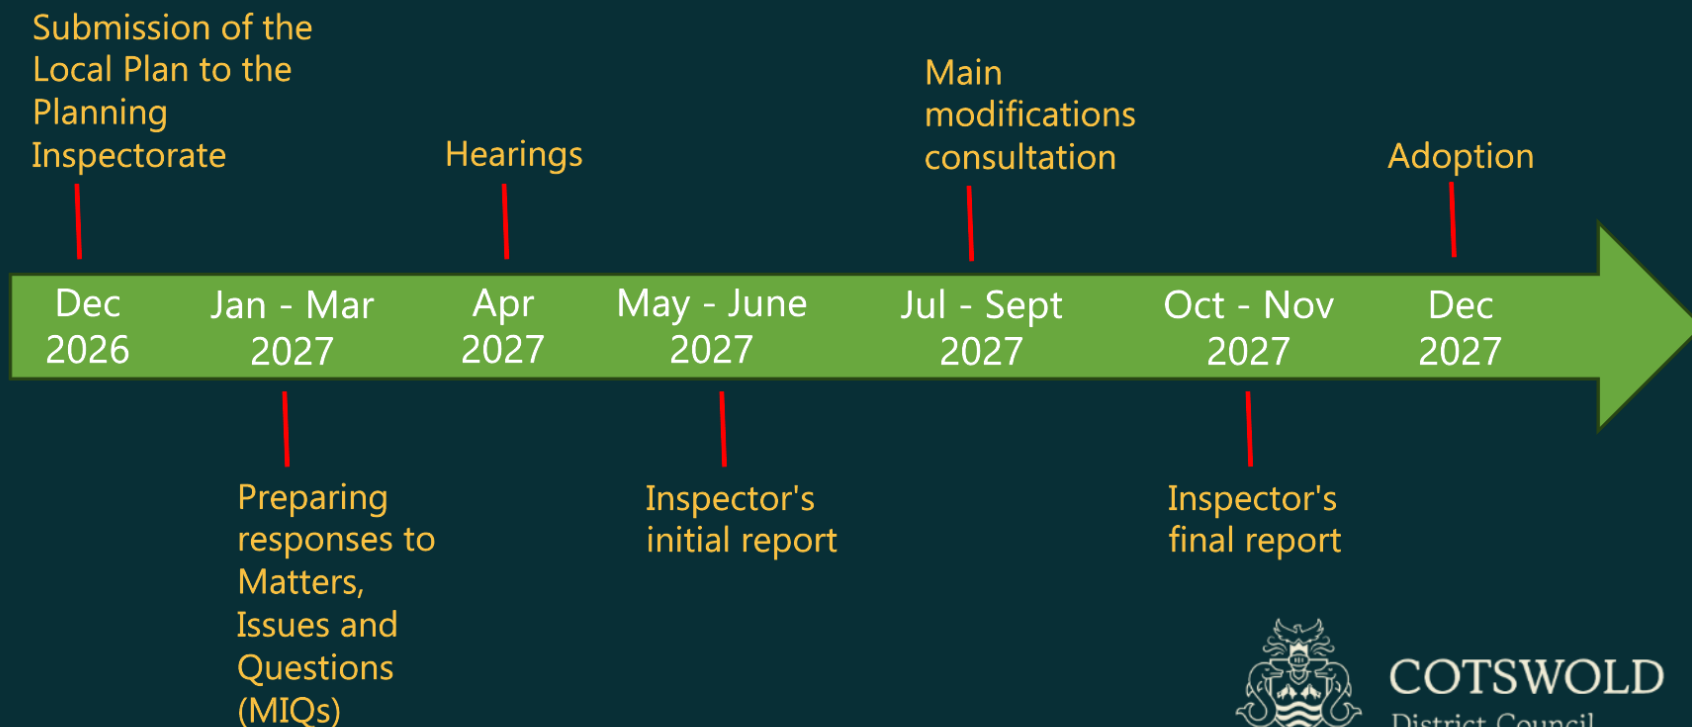 Submission of the
Local Plan to the
Planning
Inspectorate
Hearings
Main
modifications
consultation
Adoption
Dec
2026
Jan - Mar
2027
Apr
2027
May - June
2027
Jul - Sept
2027
Oct - Nov
2027
Dec
2027
Preparing
responses to
Matters,
Issues and
Questions
(MIQs)
Inspector's
initial report
Inspector's
final report
COTSWOLD
District Council